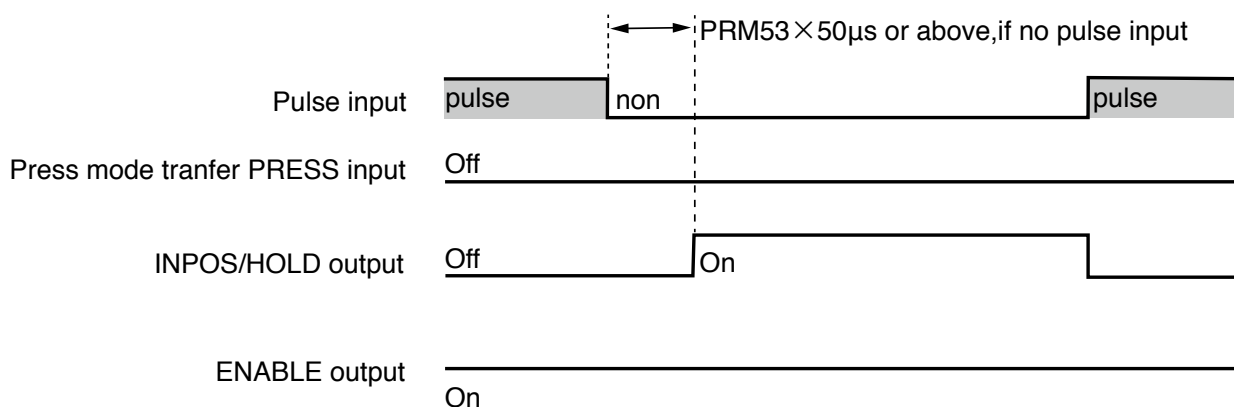 PRM53×50μs or above,if no pulse input
Pulse input pulse non pulse
Press mode tranfer PRESS input Off
INPOS/HOLD output Off On
ENABLE output
On